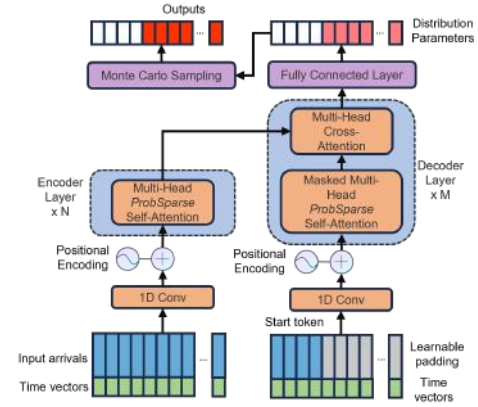 Outputs
Distribution
Parameters
...
...
Monte Carlo Sampling
Fully Connected Layer
Multi-Head
Cross-
Attention
Encoder
Layer
x N
Multi-Head
ProbSparse
Self-Attention
Masked Multi-
Head
ProbSparse
Self-Attention
Decoder
Layer
x M
Positional
Encoding
+
Positional
Encoding
+
1D Conv
1D Conv
Start token
Input arrivals
...
...
Learnable
padding
Time vectors
Time
vectors